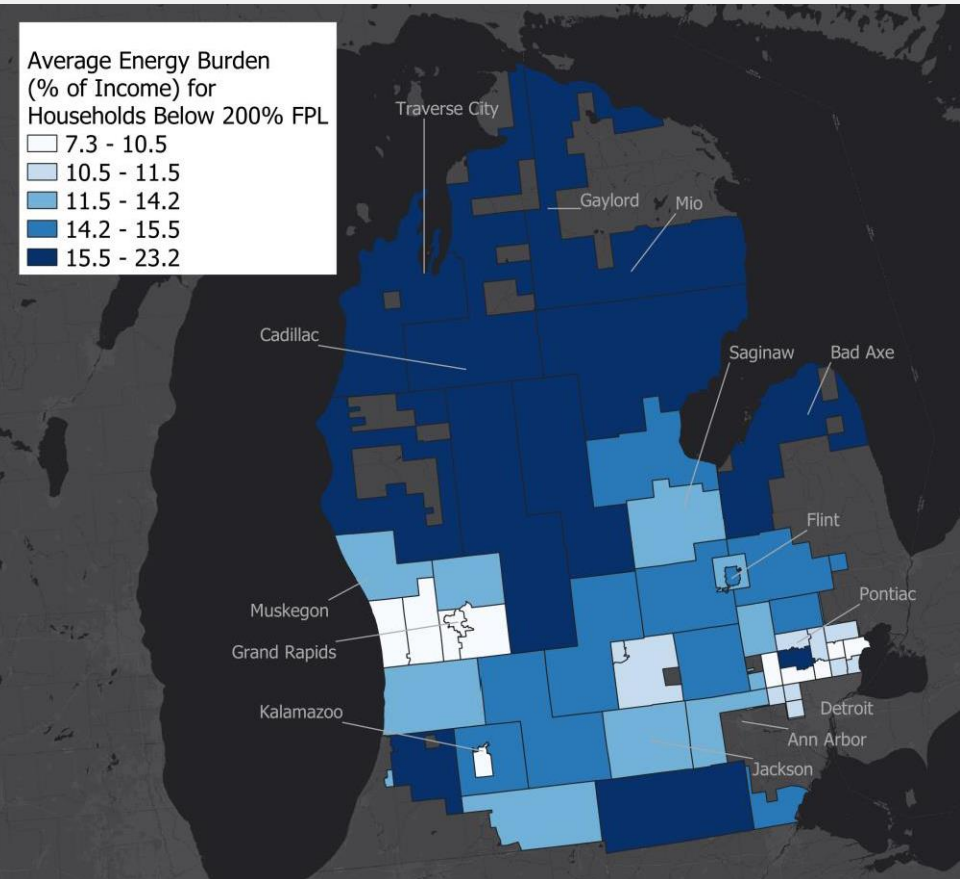 Average Energy Burden
(% of Income) for
Households Below 200% FPL
7.3 - 10.5
10.5 - 11.5
11.5 - 14.2
14.2 - 15.5
15.5 - 23.2
Traverse City
Gaylord
Mio
Cadillac
Saginaw
Bad Axe
Flint
Muskegon
Pontiac
Grand Rapids
Kalamazoo
Detroit
Ann Arbor
Jackson